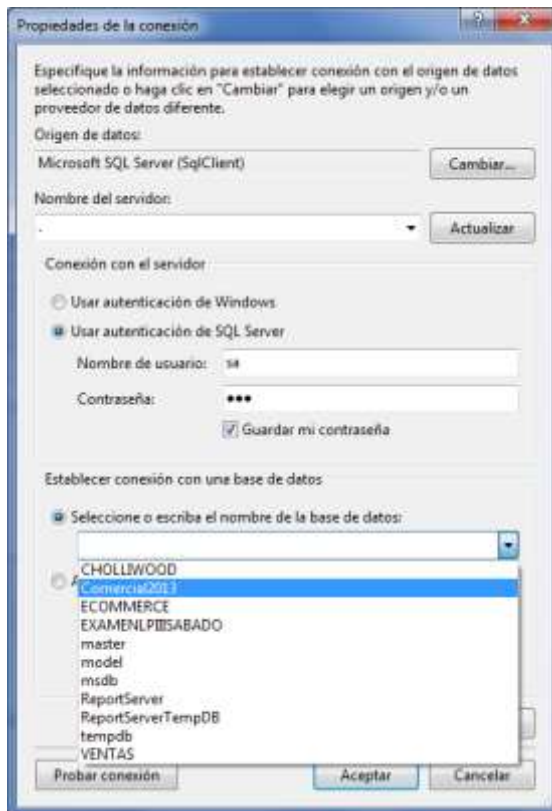 Propiedades de la conexión
Especifique la información para establecer conexión con el origen de datos
seleccionado o haga clic en "Cambiar" para elegir un origen y/o un
proveedor de datos diferente.
Origen de datos:
Microsoft SQL Server (SqlClient)
Cambiar...
Nombre del servidor:
.
Actualizar
Conexión con el servidor
Usar autenticación de Windows
Usar autenticación de SQL Server
Nombre de usuario: sa
Contraseña: •••
Guardar mi contraseña
Establecer conexión con una base de datos
Seleccione o escriba el nombre de la base de datos:
CHOLLIWOOD
Comercial2013
ECOMMERCE
EXAMENLPIIISABADO
master
model
msdb
ReportServer
ReportServerTempDB
tempdb
VENTAS
Probar conexión
Aceptar
Cancelar